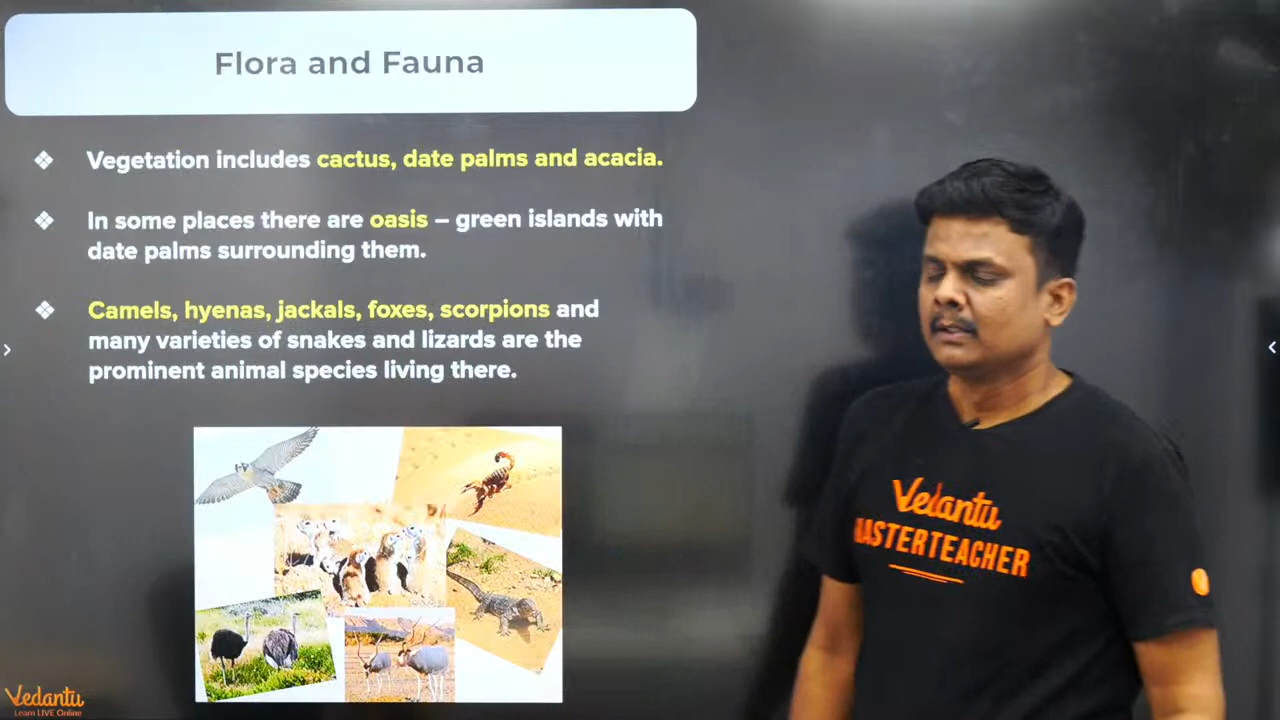 Flora and Fauna
❖ Vegetation includes cactus, date palms and acacia.
❖ In some places there are oasis – green islands with
date palms surrounding them.
❖ Camels, hyenas, jackals, foxes, scorpions and
many varieties of snakes and lizards are the
prominent animal species living there.
Vedantu
MASTERTEACHER
Vedantu
Learn LIVE Online